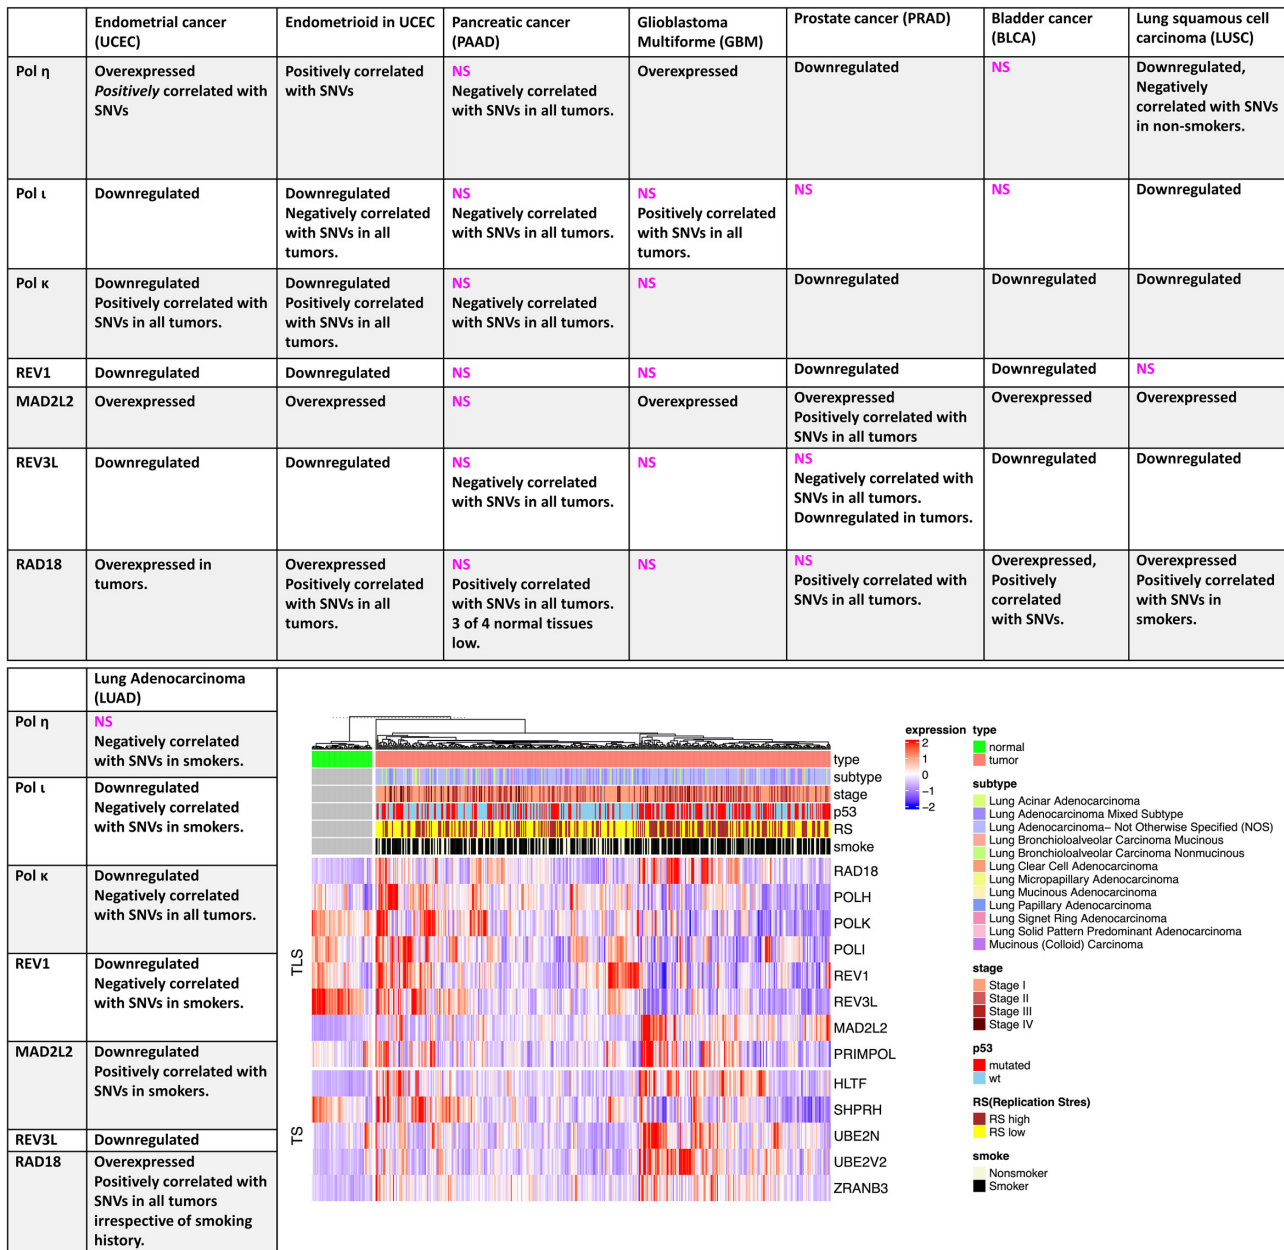 Endometrial cancer
(UCEC)
Endometrioid in UCEC
Pancreatic cancer
(PAAD)
Glioblastoma
Multiforme (GBM)
Prostate cancer (PRAD)
Bladder cancer
(BLCA)
Lung squamous cell
carcinoma (LUSC)
Pol η
Overexpressed
Positively correlated with
SNVs
Positively correlated
with SNVs
NS
Negatively correlated
with SNVs in all tumors.
Overexpressed
Downregulated
NS
Downregulated,
Negatively
correlated with SNVs
in non-smokers.
Pol ι
Downregulated
Downregulated
Negatively correlated
with SNVs in all
tumors.
NS
Negatively correlated
with SNVs in all tumors.
NS
Positively correlated
with SNVs in all
tumors.
NS
NS
Downregulated
Pol κ
Downregulated
Positively correlated with
SNVs in all tumors.
Downregulated
Positively correlated
with SNVs in all
tumors.
NS
Negatively correlated
with SNVs in all tumors.
NS
Downregulated
Downregulated
Downregulated
REV1
Downregulated
Downregulated
NS
NS
Downregulated
Downregulated
NS
MAD2L2
Overexpressed
Overexpressed
NS
Overexpressed
Overexpressed
Positively correlated with
SNVs in all tumors
Overexpressed
Overexpressed
REV3L
Downregulated
Downregulated
NS
Negatively correlated
with SNVs in all tumors.
NS
NS
Negatively correlated with
SNVs in all tumors.
Downregulated in tumors.
Downregulated
Downregulated
RAD18
Overexpressed in
tumors.
Overexpressed
Positively correlated
with SNVs in all
tumors.
NS
Positively correlated
with SNVs in all tumors.
3 of 4 normal tissues
low.
NS
NS
Positively correlated with
SNVs in all tumors.
Overexpressed,
Positively
correlated
with SNVs.
Overexpressed
Positively correlated
with SNVs in
smokers.
Lung Adenocarcinoma
(LUAD)
Pol η
NS
Negatively correlated
with SNVs in smokers.
Pol ι
Downregulated
Negatively correlated
with SNVs in smokers.
Pol κ
Downregulated
Negatively correlated
with SNVs in all tumors.
REV1
Downregulated
Negatively correlated
with SNVs in smokers.
MAD2L2
Downregulated
Positively correlated with
SNVs in smokers.
REV3L
Downregulated
RAD18
Overexpressed
Positively correlated with
SNVs in all tumors
irrespective of smoking
history.
type
subtype
stage
p53
RS
smoke
TLS
RAD18
POLH
POLK
POLI
REV1
REV3L
MAD2L2
PRIMPOL
TS
HLTF
SHPRH
UBE2N
UBE2V2
ZRANB3
expression
2
1
0
−1
−2
type
normal
tumor
subtype
Lung Acinar Adenocarcinoma
Lung Adenocarcinoma Mixed Subtype
Lung Adenocarcinoma− Not Otherwise Specified (NOS)
Lung Bronchioloalveolar Carcinoma Mucinous
Lung Bronchioloalveolar Carcinoma Nonmucinous
Lung Clear Cell Adenocarcinoma
Lung Micropapillary Adenocarcinoma
Lung Mucinous Adenocarcinoma
Lung Papillary Adenocarcinoma
Lung Signet Ring Adenocarcinoma
Lung Solid Pattern Predominant Adenocarcinoma
Mucinous (Colloid) Carcinoma
stage
Stage I
Stage II
Stage III
Stage IV
p53
mutated
wt
RS(Replication Stres)
RS high
RS low
smoke
Nonsmoker
Smoker